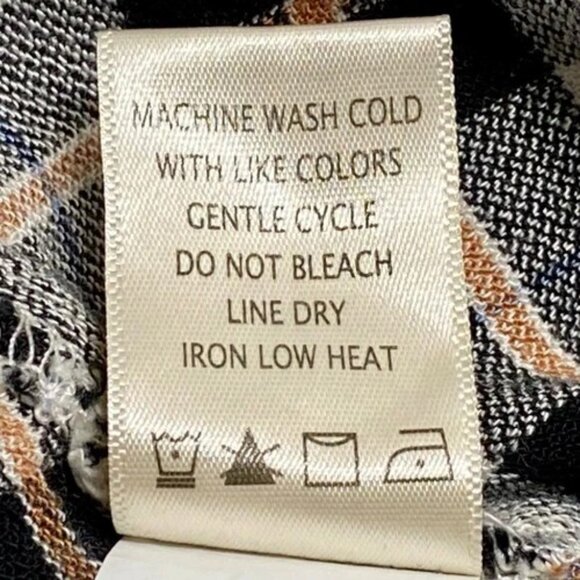 MACHINE WASH COLD
WITH LIKE COLORS
GENTLE CYCLE
DO NOT BLEACH
LINE DRY
IRON LOW HEAT